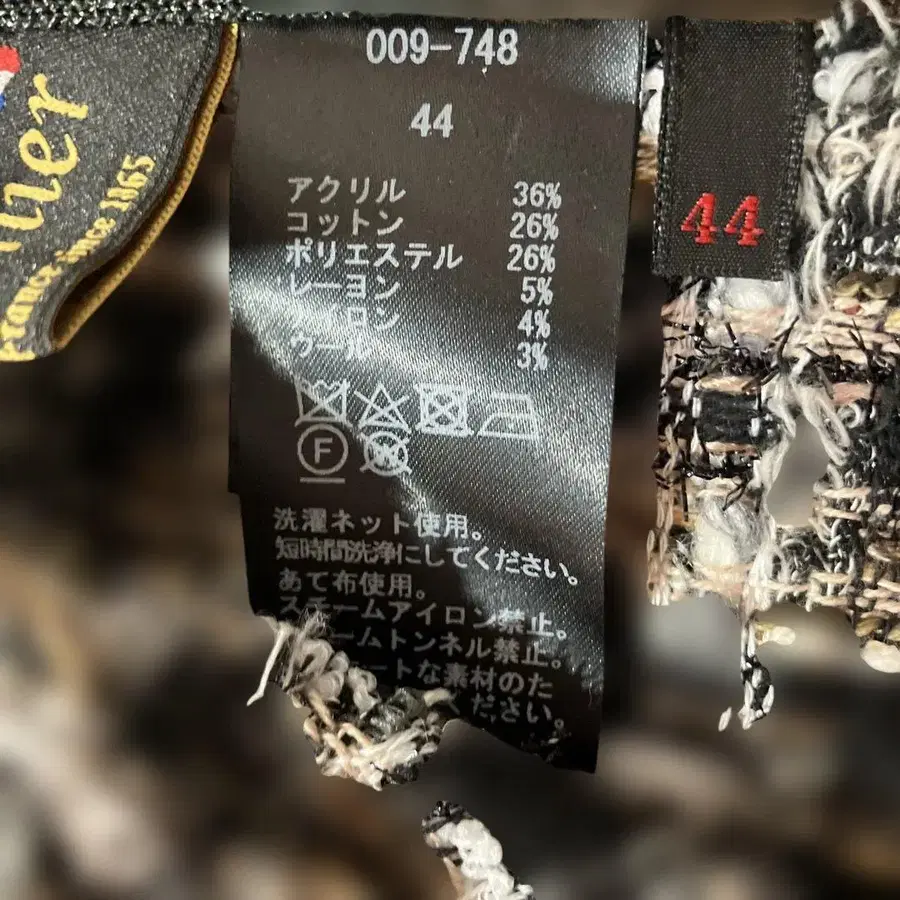 009-748
44
アクリル 36%
コットン 26%
ポリエステル 26%
レーヨン 5%
4%
ウール 3%
F
洗濯ネット使用。
短時間洗浄にしてください。
あて布使用。
スチームアイロン禁止。
ームトンネル禁止。
ートな素材のた
ください。
44
since 1865